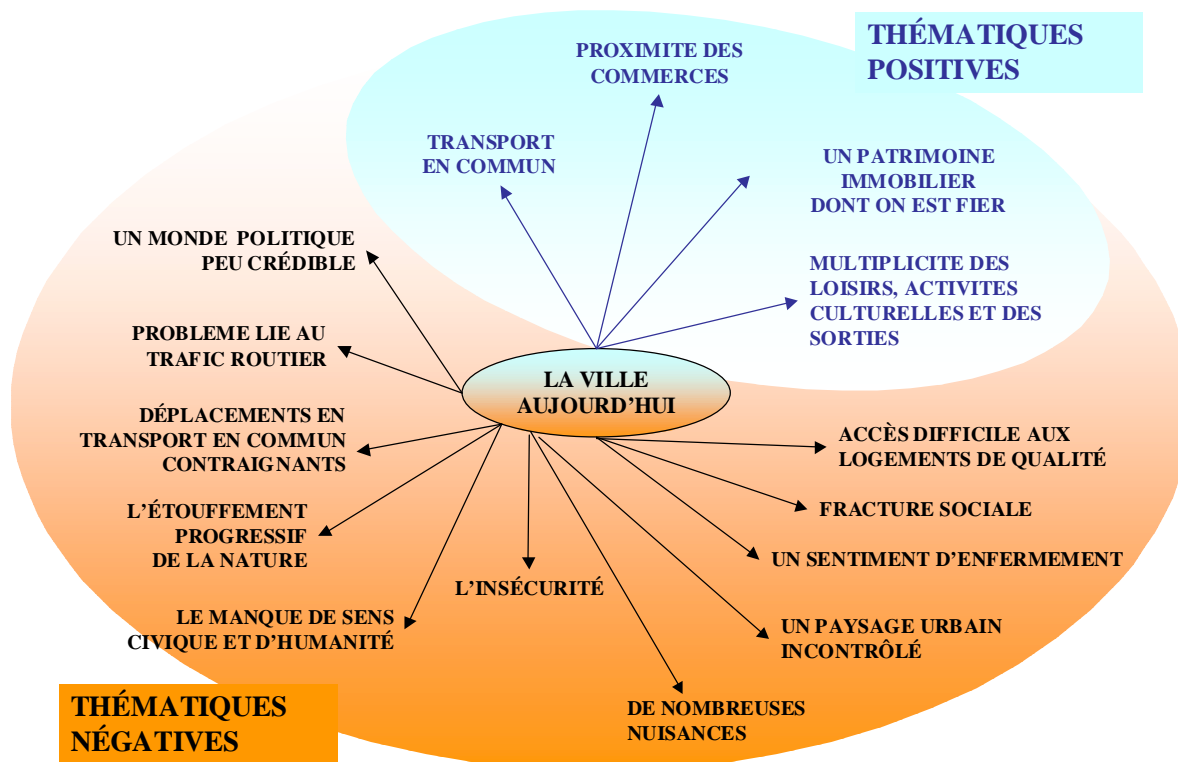 THÉMATIQUES
POSITIVES
PROXIMITE DES
COMMERCES
TRANSPORT
EN COMMUN
UN PATRIMOINE
IMMOBILIER
DONT ON EST FIER
MULTIPLICITE DES
LOISIRS, ACTIVITES
CULTURELLES ET DES
SORTIES
UN MONDE POLITIQUE
PEU CRÉDIBLE
PROBLEME LIE AU
TRAFIC ROUTIER
LA VILLE
AUJOURD’HUI
DÉPLACEMENTS EN
TRANSPORT EN COMMUN
CONTRAIGNANTS
ACCÈS DIFFICILE AUX
LOGEMENTS DE QUALITÉ
L’ÉTOUFFEMENT
PROGRESSIF
DE LA NATURE
FRACTURE SOCIALE
UN SENTIMENT D’ENFERMEMENT
L’INSÉCURITÉ
LE MANQUE DE SENS
CIVIQUE ET D’HUMANITÉ
UN PAYSAGE URBAIN
INCONTRÔLÉ
DE NOMBREUSES
NUISANCES
THÉMATIQUES
NÉGATIVES